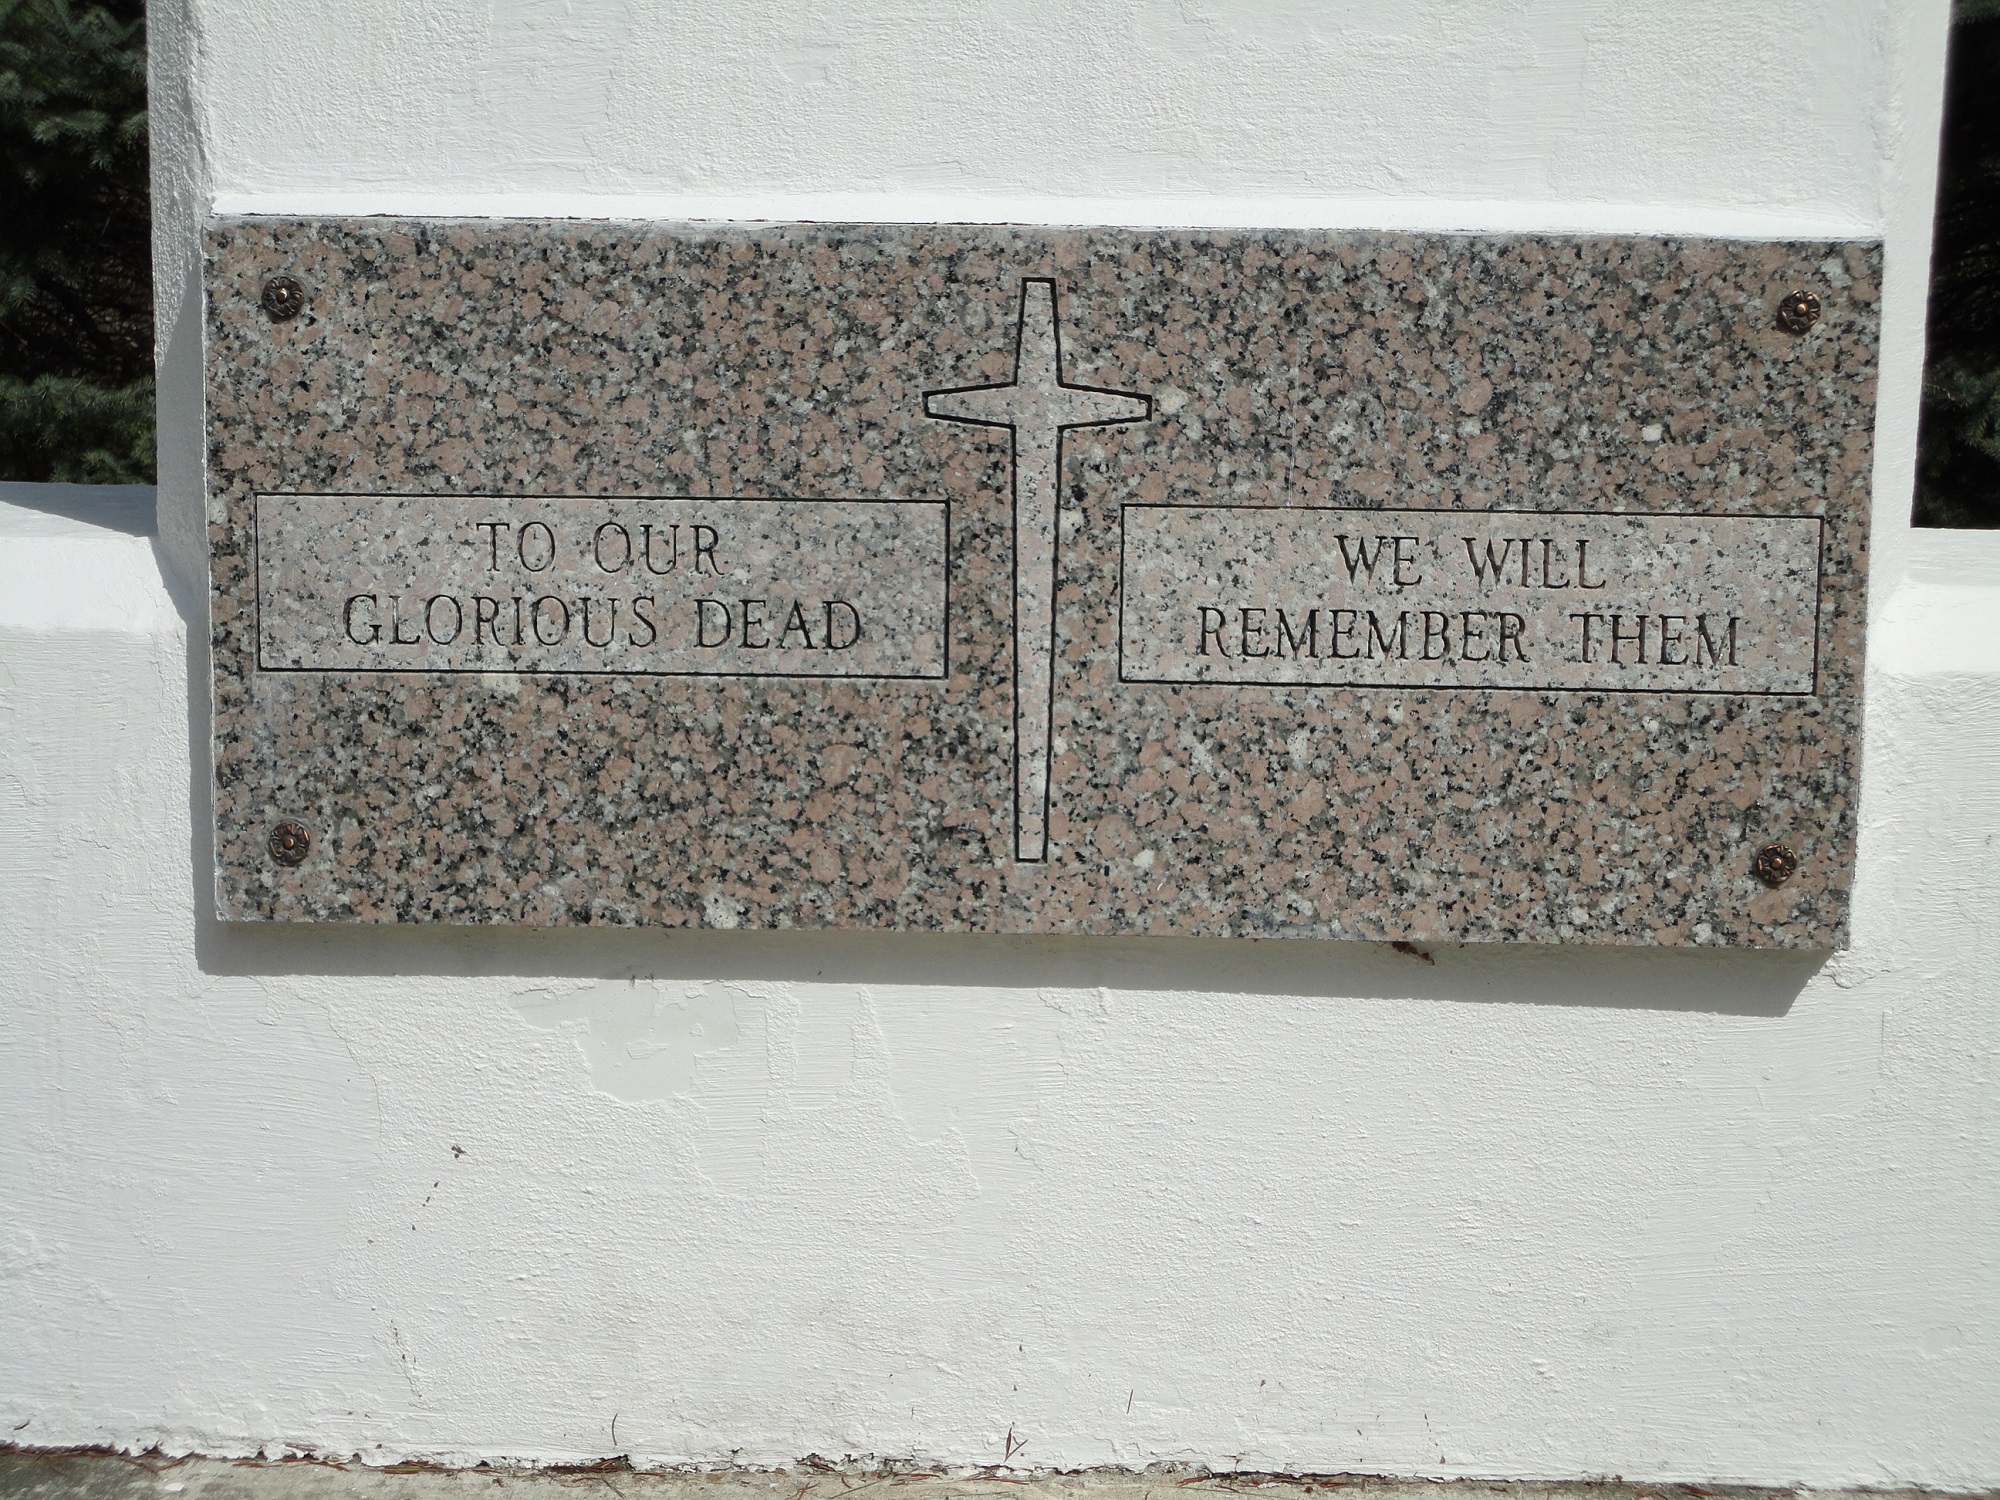 TO OUR
GLORIOUS DEAD
WE WILL
REMEMBER THEM